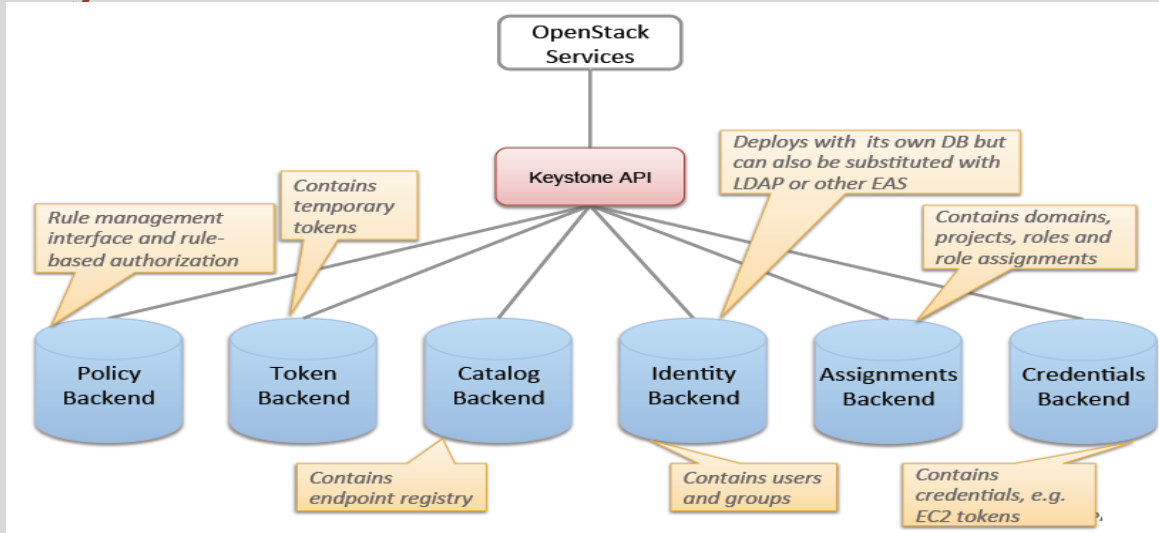 OpenStack
Services
Keystone API
Deploys with its own DB but
can also be substituted with
LDAP or other EAS
Contains
temporary
tokens
Rule management
interface and rule-
based authorization
Contains domains,
projects, roles and
role assignments
Policy
Backend
Token
Backend
Catalog
Backend
Identity
Backend
Assignments
Backend
Credentials
Backend
Contains
endpoint registry
Contains users
and groups
Contains
credentials, e.g.
EC2 tokens